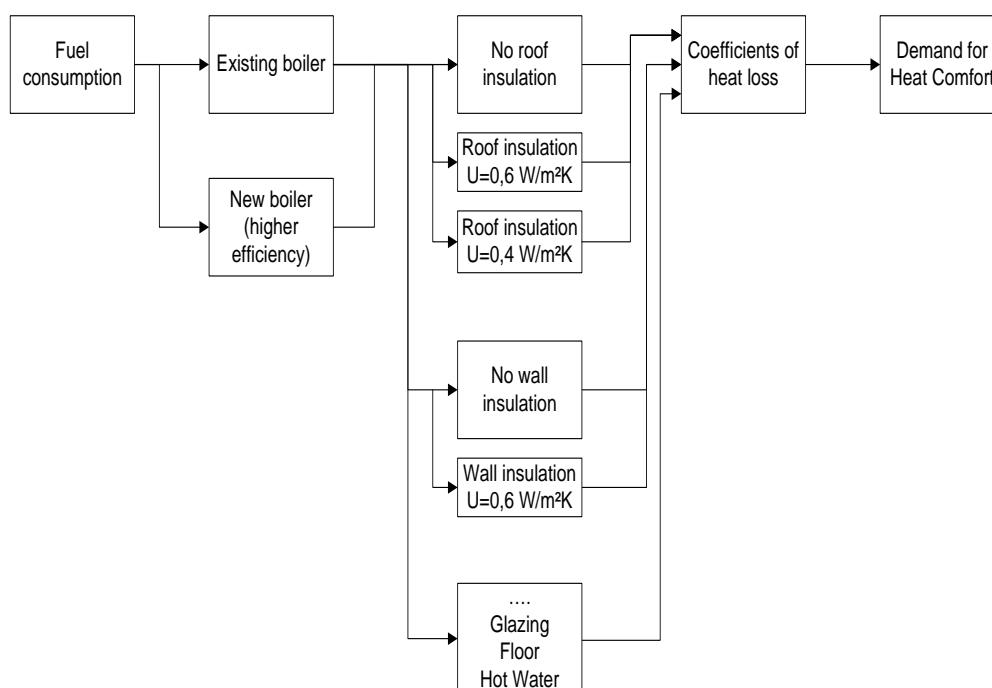 Fuel
consumption
Existing boiler
New boiler
(higher
efficiency)
No roof
insulation
Roof insulation
U=0,6 W/m²K
Roof insulation
U=0,4 W/m²K
No wall
insulation
Wall insulation
U=0,6 W/m²K
....
Glazing
Floor
Hot Water
Coefficients of
heat loss
Demand for
Heat Comfort